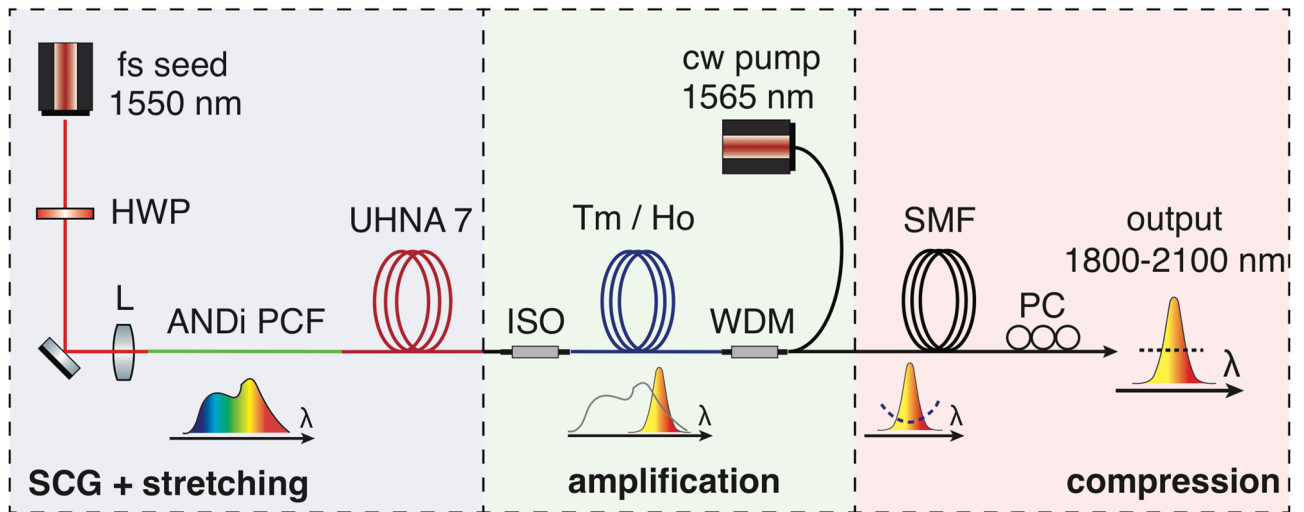 fs seed
1550 nm
HWP
L
ANDi PCF
UHNA 7
λ
SCG + stretching
cw pump
1565 nm
Tm / Ho
ISO
WDM
λ
amplification
SMF
PC
output
1800-2100 nm
λ
λ
compression